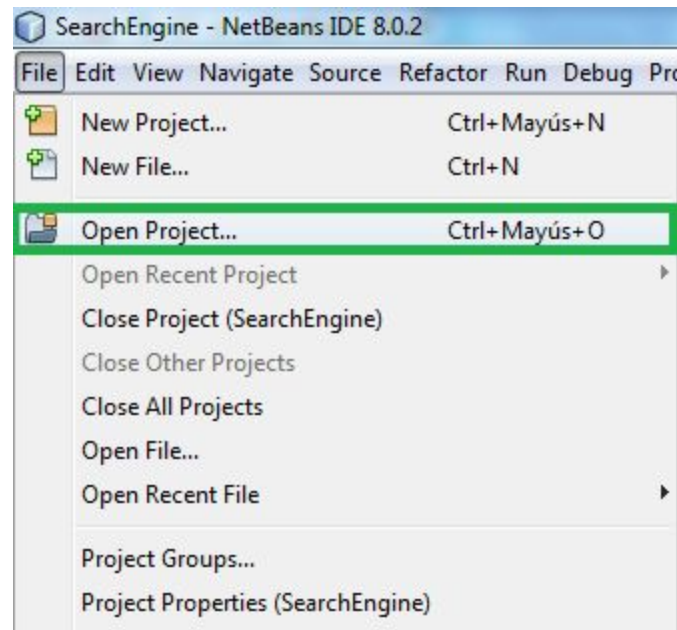 SearchEngine - NetBeans IDE 8.0.2
File Edit View Navigate Source Refactor Run Debug
New Project... Ctrl+Mayús+N
New File... Ctrl+N
Open Project... Ctrl+Mayús+O
Open Recent Project
Close Project (SearchEngine)
Close Other Projects
Close All Projects
Open File...
Open Recent File
Project Groups...
Project Properties (SearchEngine)